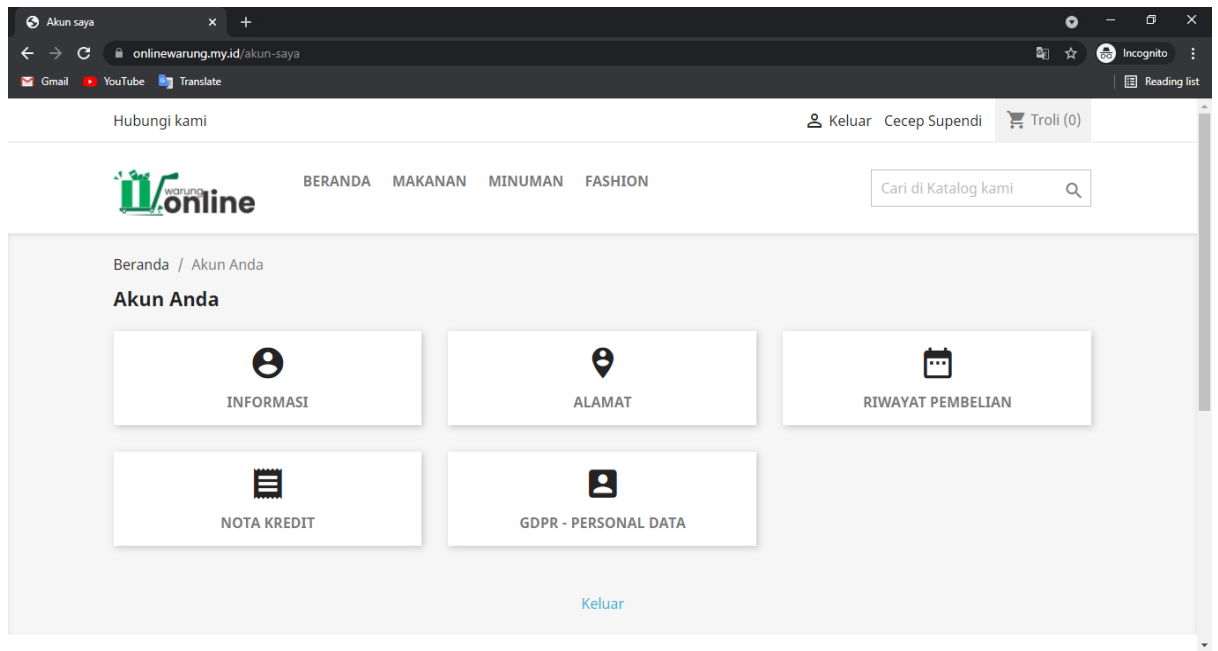 Akun saya
onlinewarung.my.id/akun-saya
Incognito
Gmail YouTube Translate
Reading list
Hubungi kami
Keluar Cecep Supendi Troli (0)
warung
online
BERANDA MAKANAN MINUMAN FASHION
Cari di Katalog kami
Beranda / Akun Anda
Akun Anda
INFORMASI ALAMAT RIWAYAT PEMBELIAN
NOTA KREDIT GDPR - PERSONAL DATA
Keluar